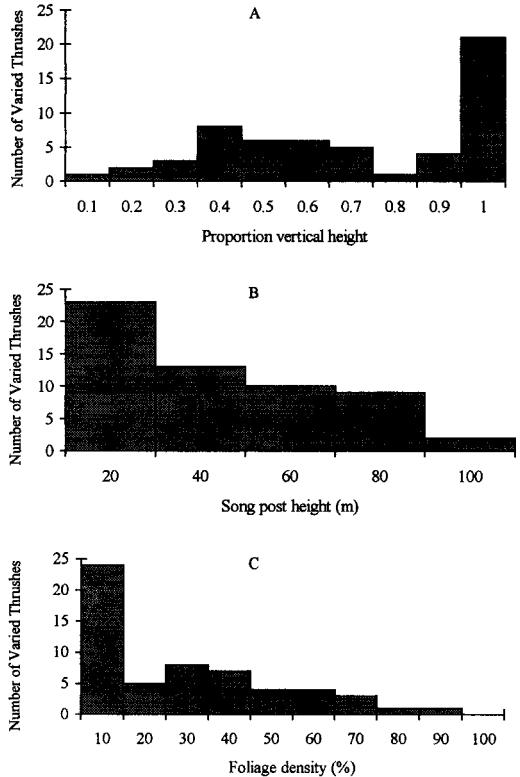 A
Number of Varied Thrushes
25
20
15
10
5
0
0.1 0.2 0.3 0.4 0.5 0.6 0.7 0.8 0.9 1
Proportion vertical height
B
Number of Varied Thrushes
25
20
15
10
5
0
20 40 60 80 100
Song post height (m)
C
Number of Varied Thrushes
25
20
15
10
5
0
10 20 30 40 50 60 70 80 90 100
Foliage density (%)